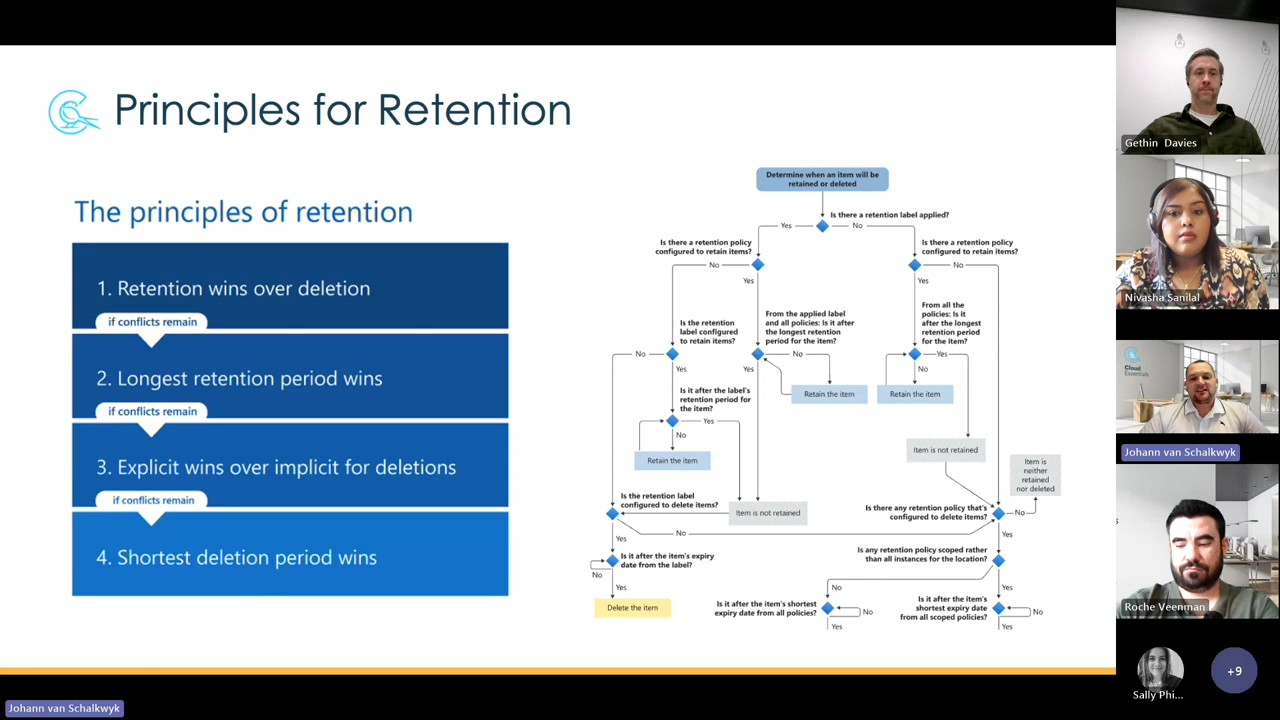 Principles for Retention
The principles of retention
1. Retention wins over deletion
if conflicts remain
2. Longest retention period wins
if conflicts remain
3. Explicit wins over implicit for deletions
if conflicts remain
4. Shortest deletion period wins
Determine when an item will be
retained or deleted
Is there a retention label applied?
Yes
No
Is there a retention policy
configured to retain items?
Is there a retention policy
configured to retain items?
No
No
Yes
Yes
Is the retention
label configured
to retain items?
From the applied label
and all policies: Is it after
the longest retention
period for the item?
From all the
policies: Is it
after the longest
retention period
for the item?
No
No
Yes
Yes
Yes
No
Is it after the label's
retention period for
the item?
Retain the item
Retain the item
Yes
No
Retain the item
Item is not retained
Item is
neither
retained
nor deleted
Is the retention label
configured to delete items?
Item is not retained
Is there any retention policy that's
configured to delete items?
No
No
Yes
Yes
Is it after the item's expiry
date from the label?
Is any retention policy scoped rather
than all instances for the location?
No
Yes
No
Yes
Delete the item
Is it after the item's shortest
expiry date from all policies?
No
Yes
Is it after the item's
shortest expiry date
from all scoped policies?
No
Yes
Gethin Davies
Nivasha Sanilal
Cloud
Essentials
Johann van Schalkwyk
Roche Veenman
Sally Phi...
+9
Johann van Schalkwyk